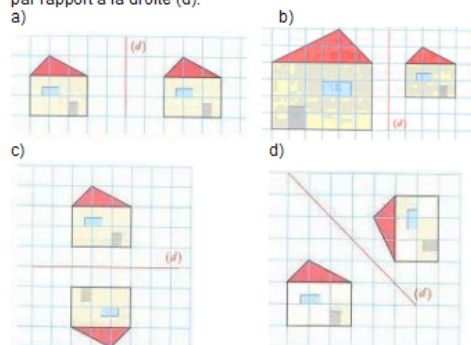 par rapport à la droite (d).
a)
b)
(d)
(d)
c)
d)
(d)
(d)